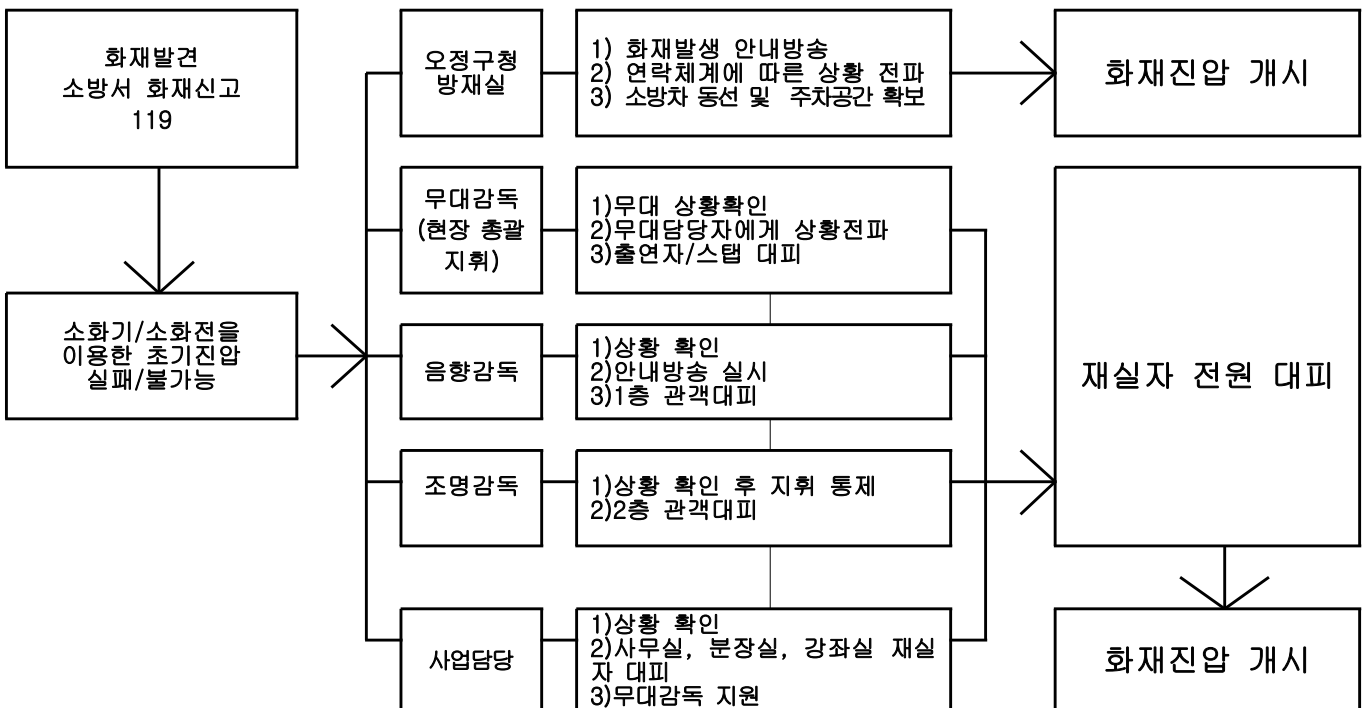 화재발견
소방서 화재신고
119
소화기/소화전을
이용한 초기진압
실패/불가능
오정구청
방재실
1) 화재발생 안내방송
2) 연락체계에 따른 상황 전파
3) 소방차 동선 및 주차공간 확보
화재진압 개시
무대감독
(현장 총괄
지휘)
1)무대 상황확인
2)무대담당자에게 상황전파
3)출연자/스탭 대피
음향감독
1)상황 확인
2)안내방송 실시
3)1층 관객대피
조명감독
1)상황 확인 후 지휘 통제
2)2층 관객대피
사업담당
1)상황 확인
2)사무실, 분장실, 강좌실 재실
자 대피
3)무대감독 지원
재실자 전원 대피
화재진압 개시